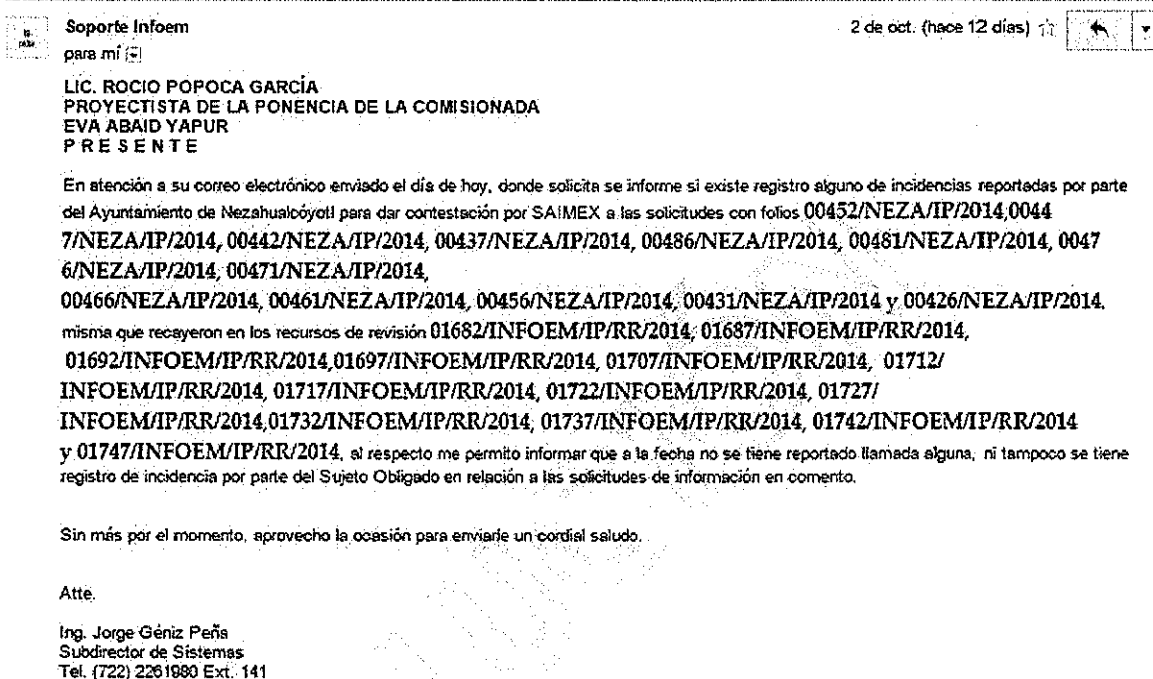 Soporte Infoem
2 de oct. (hace 12 días)
para mí
LIC. ROCIO POPOCA GARCÍA
PROYECTISTA DE LA PONENCIA DE LA COMISIONADA
EVA ABAID YAPUR
P R E S E N T E
En atención a su correo electrónico enviado el día de hoy, donde solicita se informe si existe registro alguno de incidencias reportadas por parte
del Ayuntamiento de Nezahualcóyotl para dar contestación por SAIMEX a las solicitudes con folios 00452/NEZA/IP/2014,0044
7/NEZA/IP/2014, 00442/NEZA/IP/2014, 00437/NEZA/IP/2014, 00486/NEZA/IP/2014, 00481/NEZA/IP/2014, 0047
6/NEZA/IP/2014, 00471/NEZA/IP/2014,
00466/NEZA/IP/2014, 00461/NEZA/IP/2014, 00456/NEZA/IP/2014, 00431/NEZA/IP/2014 y 00426/NEZA/IP/2014,
misma que recayeron en los recursos de revisión 01682/INFOEM/IP/RR/2014, 01687/INFOEM/IP/RR/2014,
01692/INFOEM/IP/RR/2014,01697/INFOEM/IP/RR/2014, 01707/INFOEM/IP/RR/2014, 01712/
INFOEM/IP/RR/2014, 01717/INFOEM/IP/RR/2014, 01722/INFOEM/IP/RR/2014, 01727/
INFOEM/IP/RR/2014,01732/INFOEM/IP/RR/2014, 01737/INFOEM/IP/RR/2014, 01742/INFOEM/IP/RR/2014
y 01747/INFOEM/IP/RR/2014, al respecto me permito informar que a la fecha no se tiene reportado llamada alguna, ni tampoco se tiene
registro de incidencia por parte del Sujeto Obligado en relación a las solicitudes de información en comento.
Sin más por el momento, aprovecho la ocasión para enviarle un cordial saludo.
Atte.
Ing. Jorge Géniz Peña
Subdirector de Sistemas
Tel. (722) 2261980 Ext. 141